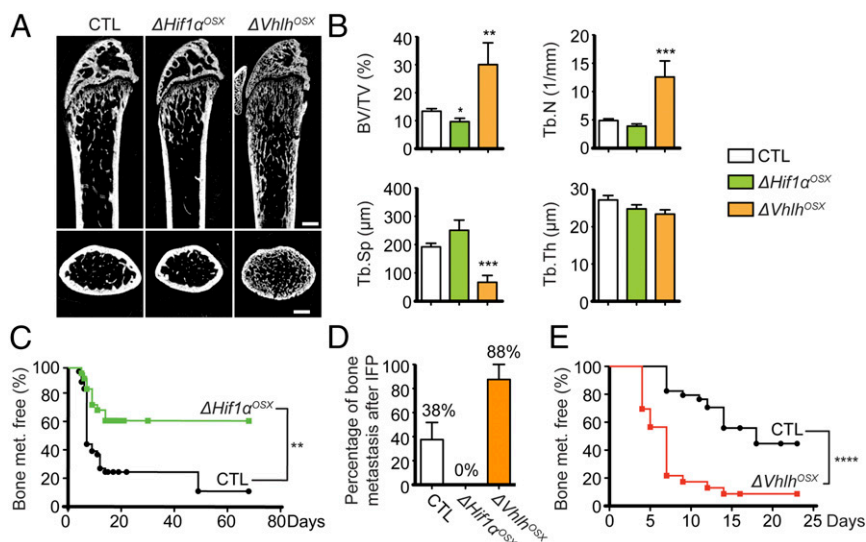 A
CTL ΔHif1α^OSX ΔVhlh^OSX
B
BV/TV (%)
40
30
20
10
0
*
**
Tb.N (1/mm)
20
15
10
5
0
***
Tb.Sp (μm)
400
300
200
100
0
***
Tb.Th (μm)
30
20
10
0
CTL
ΔHif1α^OSX
ΔVhlh^OSX
C
Bone met. free (%)
100
80
60
40
20
0
0 20 40 60 80 Days
ΔHif1α^OSX
CTL
**
D
Percentage of bone
metastasis after IFP
100
80
60
40
20
0
38%
0%
88%
CTL
ΔHif1α^OSX
ΔVhlh^OSX
E
Bone met. free (%)
100
80
60
40
20
0
0 5 10 15 20 25 Days
CTL
ΔVhlh^OSX
****